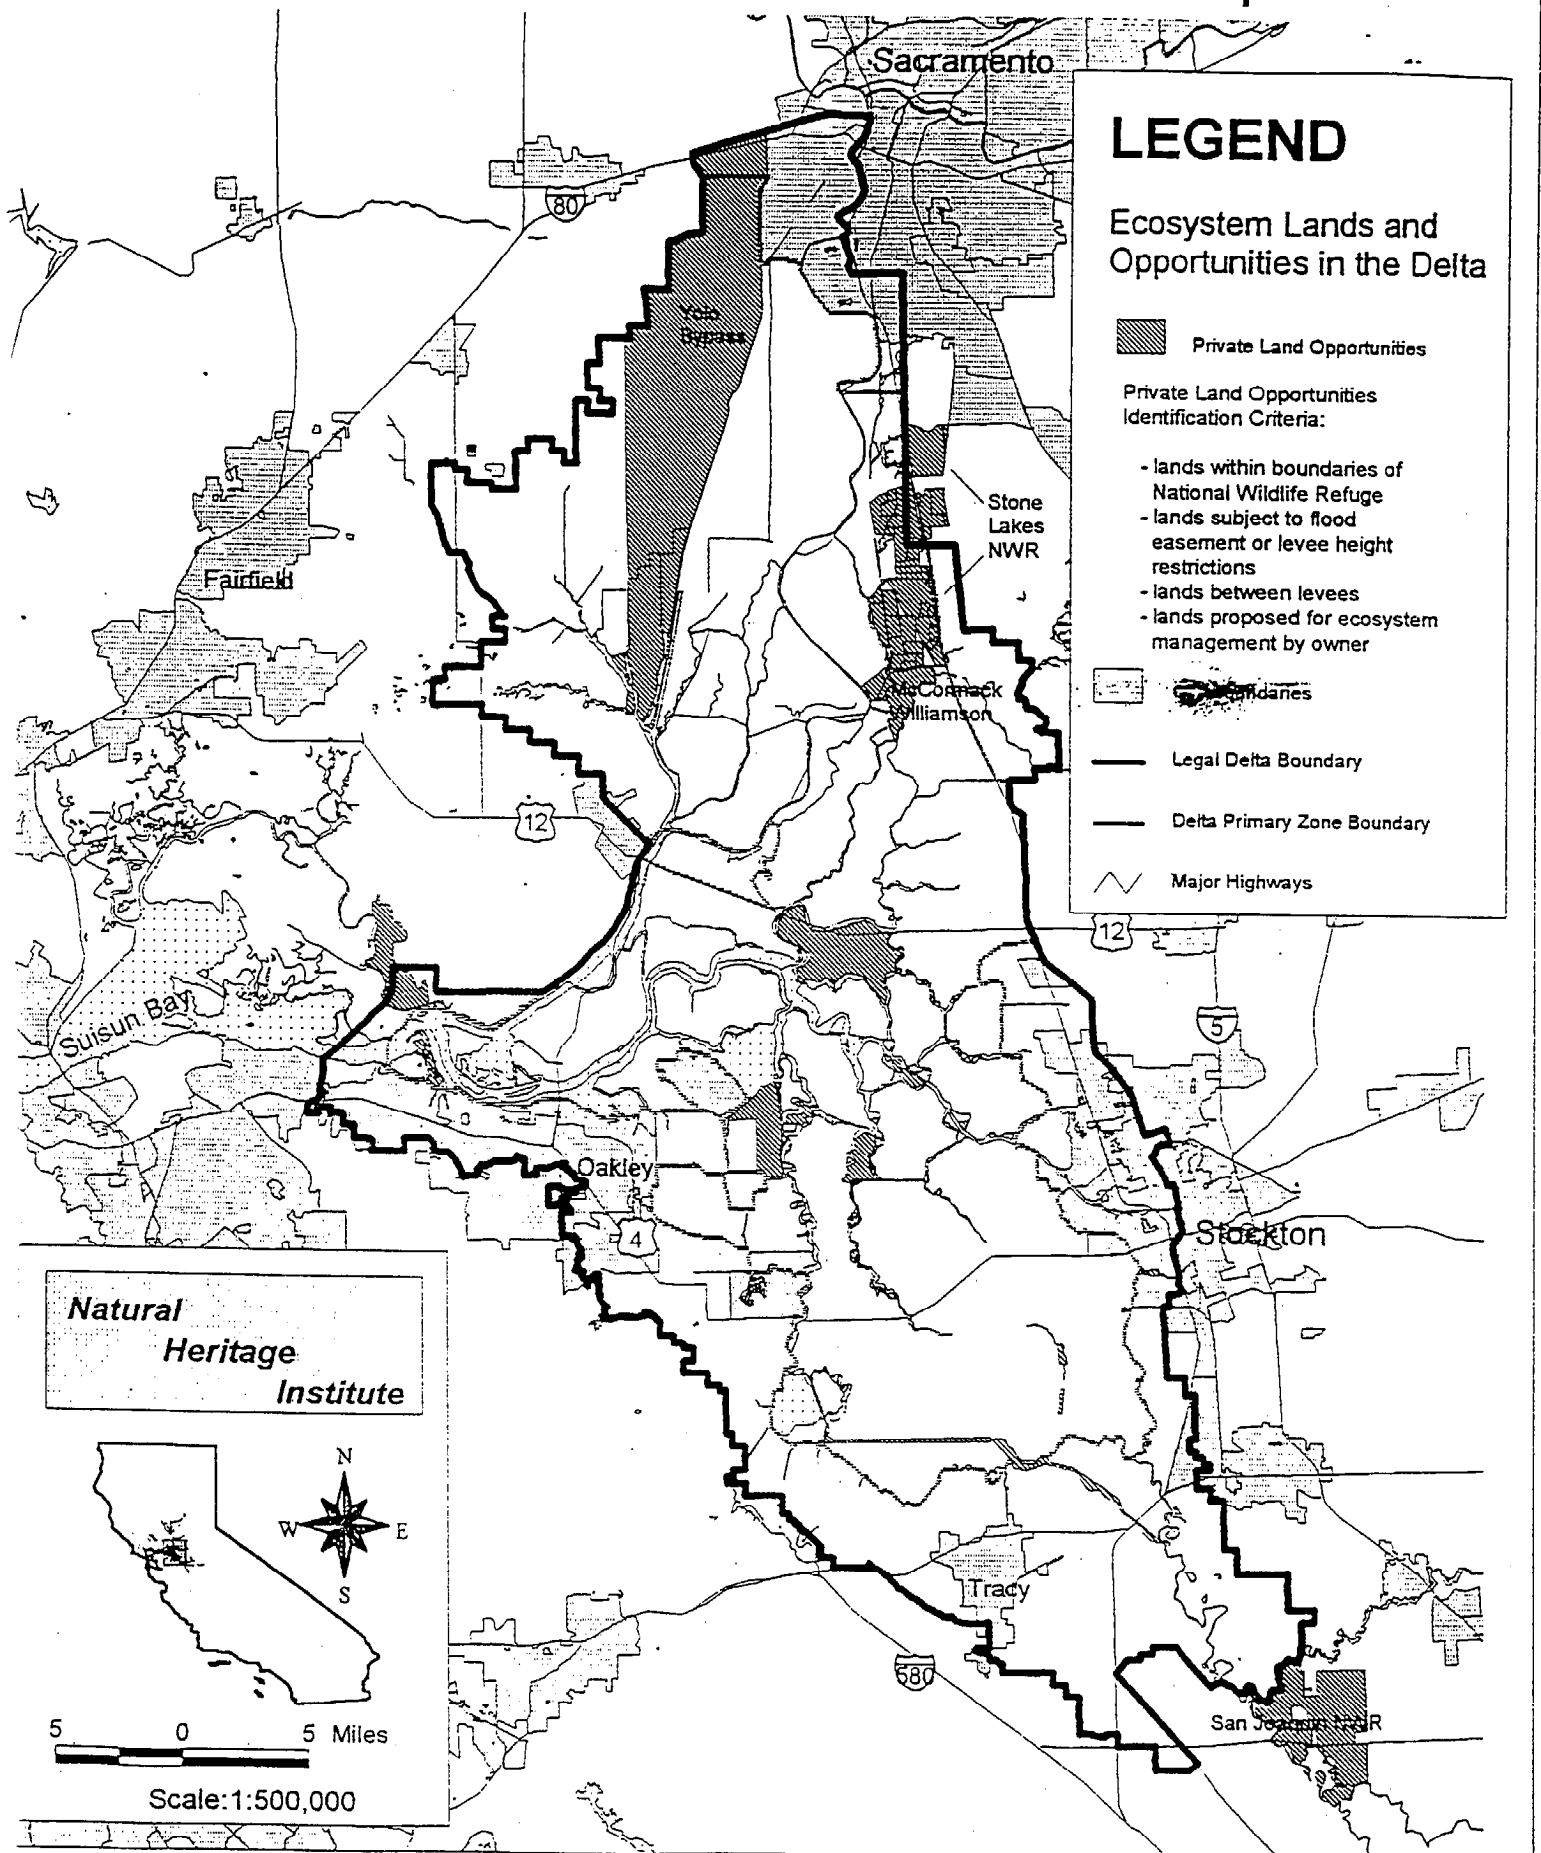 Sacramento
LEGEND
Ecosystem Lands and
Opportunities in the Delta
Private Land Opportunities
Private Land Opportunities
Identification Criteria:
- lands within boundaries of
National Wildlife Refuge
- lands subject to flood
easement or levee height
restrictions
- lands between levees
- lands proposed for ecosystem
management by owner
Legal Delta Boundary
Delta Primary Zone Boundary
Major Highways
80
Yolo
Bypass
Stone
Lakes
NWR
Fairfield
McCormack
Williamson
12
12
Suisun Bay
5
Oakley
4
Stockton
Natural
Heritage
Institute
N
W E
S
Tracy
580
San Joaquin NWR
5 0 5 Miles
Scale:1:500,000